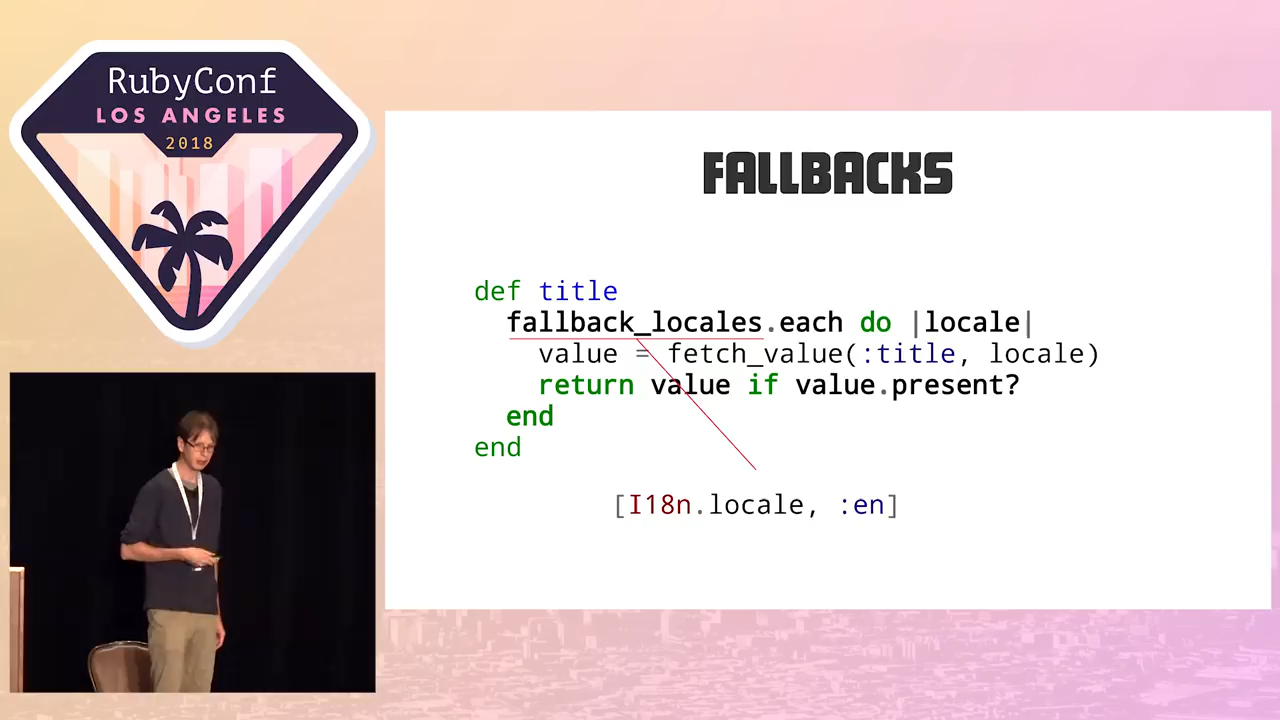 RubyConf
LOS ANGELES
2018
FALLBACKS
def title
  fallback_locales.each do |locale|
    value = fetch_value(:title, locale)
    return value if value.present?
  end
end
[I18n.locale, :en]